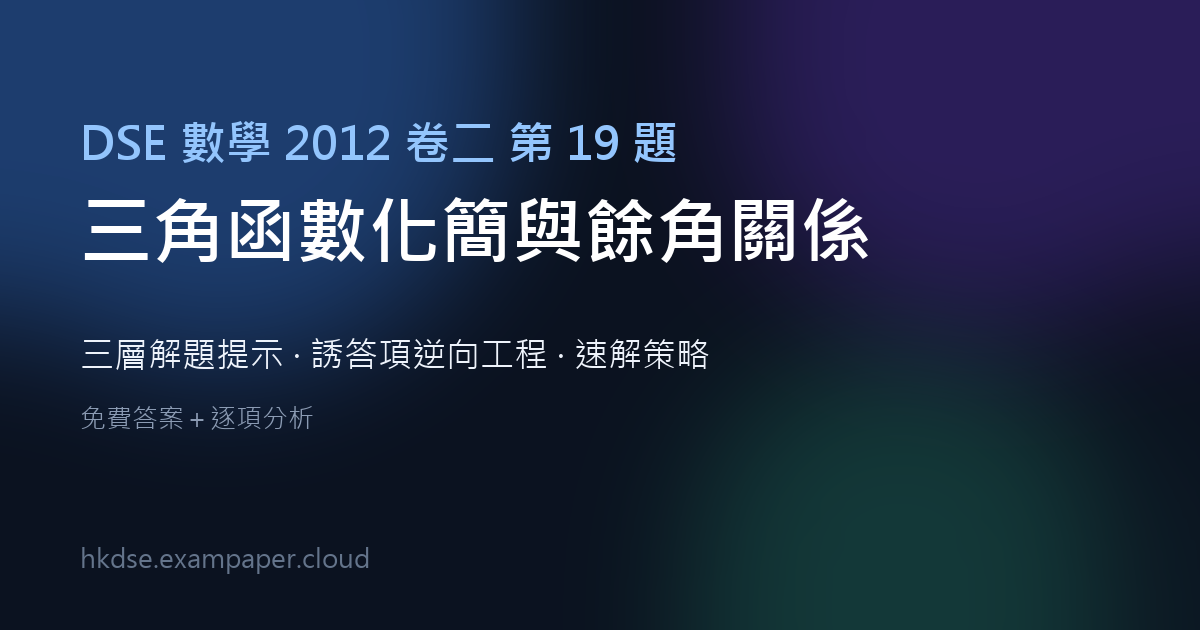 DSE 數學 2012 卷二 第 19 題
三角函數化簡與餘角關係
三層解題提示 · 誘答項逆向工程 · 速解策略
免費答案 + 逐項分析
hkdse.exampaper.cloud